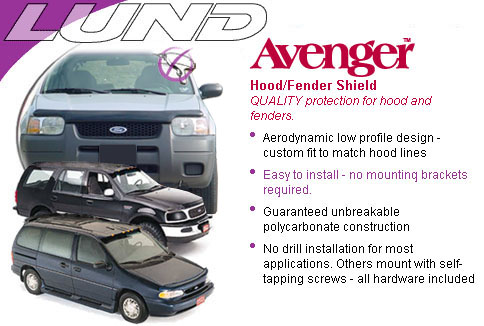 LUND
Avenger™
Hood/Fender Shield
QUALITY protection for hood and
fenders.
• Aerodynamic low profile design -
custom fit to match hood lines
• Easy to install - no mounting brackets
required.
• Guaranteed unbreakable
polycarbonate construction
• No drill installation for most
applications. Others mount with self-
tapping screws - all hardware included
Ford